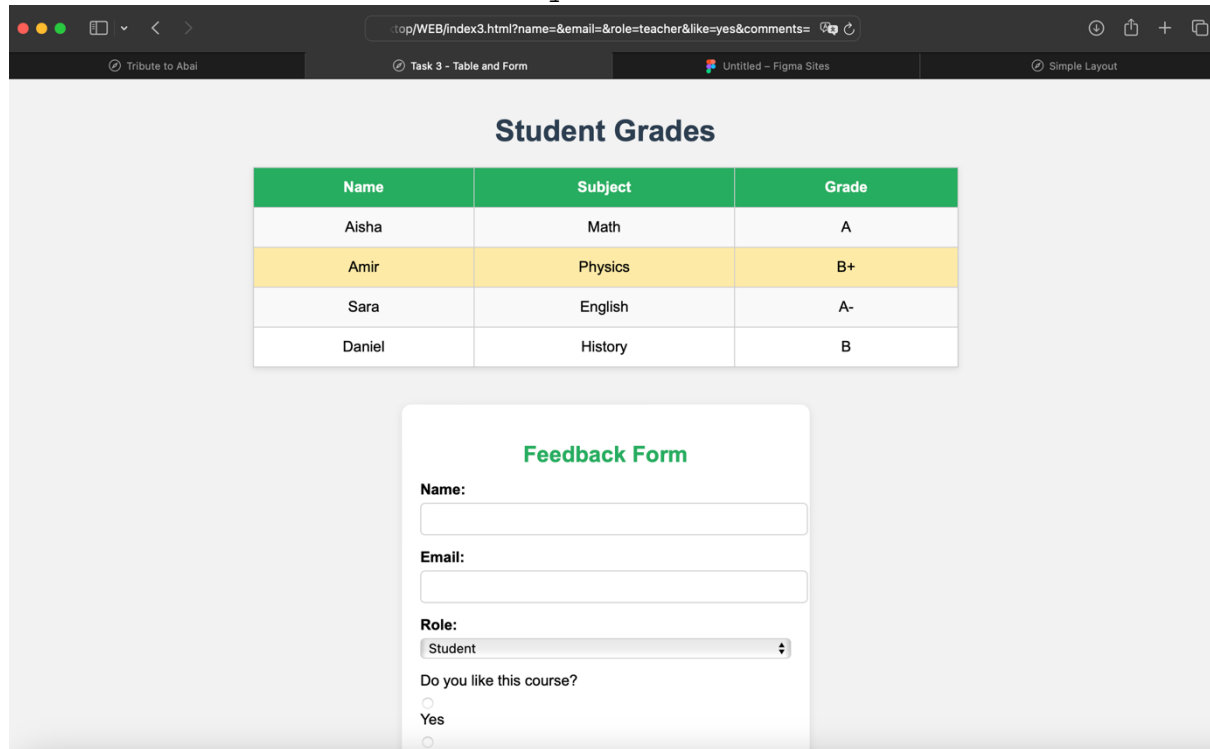 top/WEB/index3.html?name=&email=&role=teacher&like=yes&comments=
Tribute to Abai
Task 3 - Table and Form
Untitled – Figma Sites
Simple Layout
Student Grades
Name Subject Grade
Aisha Math A
Amir Physics B+
Sara English A-
Daniel History B
Feedback Form
Name:
Email:
Role:
Student
Do you like this course?
Yes